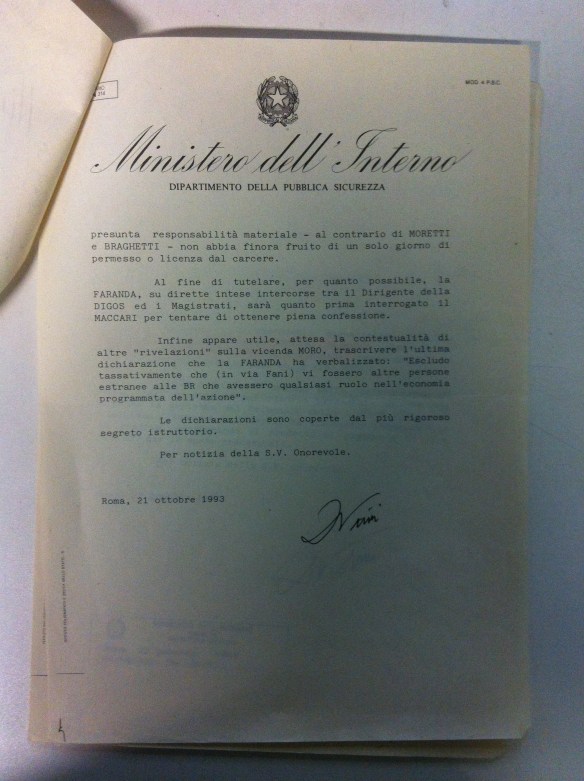 MOD. 4 P.S.C.
Ministero dell'Interno
DIPARTIMENTO DELLA PUBBLICA SICUREZZA
presunta responsabilità materiale - al contrario di MORETTI
e BRAGHETTI - non abbia finora fruito di un solo giorno di
permesso o licenza dal carcere.
Al fine di tutelare, per quanto possibile, la
FARANDA, su dirette intese intercorse tra il Dirigente della
DIGOS ed i Magistrati, sarà quanto prima interrogato il
MACCARI per tentare di ottenere piena confessione.
Infine appare utile, attesa la contestualità di
altre "rivelazioni" sulla vicenda MORO, trascrivere l'ultima
dichiarazione che la FARANDA ha verbalizzato: "Escludo
tassativamente che (in via Fani) vi fossero altre persone
estranee alle BR che avessero qualsiasi ruolo nell'economia
programmata dell'azione".
Le dichiarazioni sono coperte dal più rigoroso
segreto istruttorio.
Per notizia della S.V. Onorevole.
Roma, 21 ottobre 1993